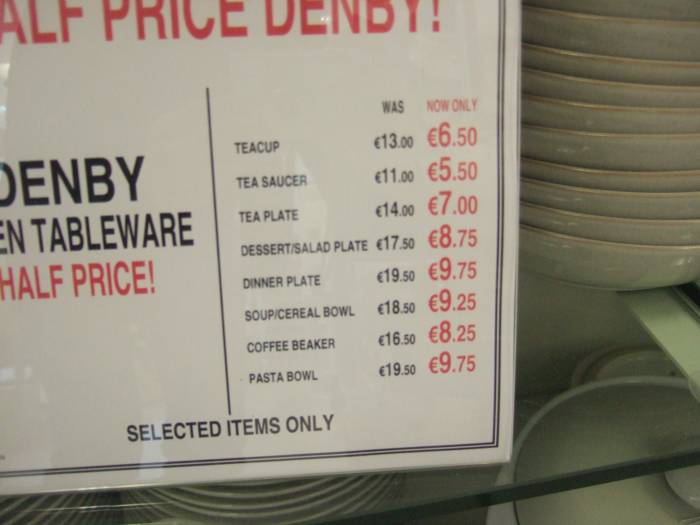 ALF PRICE DENBY!
WAS NOW ONLY
TEACUP €13.00 €6.50
TEA SAUCER €11.00 €5.50
TEA PLATE €14.00 €7.00
DESSERT/SALAD PLATE €17.50 €8.75
DINNER PLATE €19.50 €9.75
SOUP/CEREAL BOWL €18.50 €9.25
COFFEE BEAKER €16.50 €8.25
PASTA BOWL €19.50 €9.75
DENBY
EN TABLEWARE
HALF PRICE!
SELECTED ITEMS ONLY